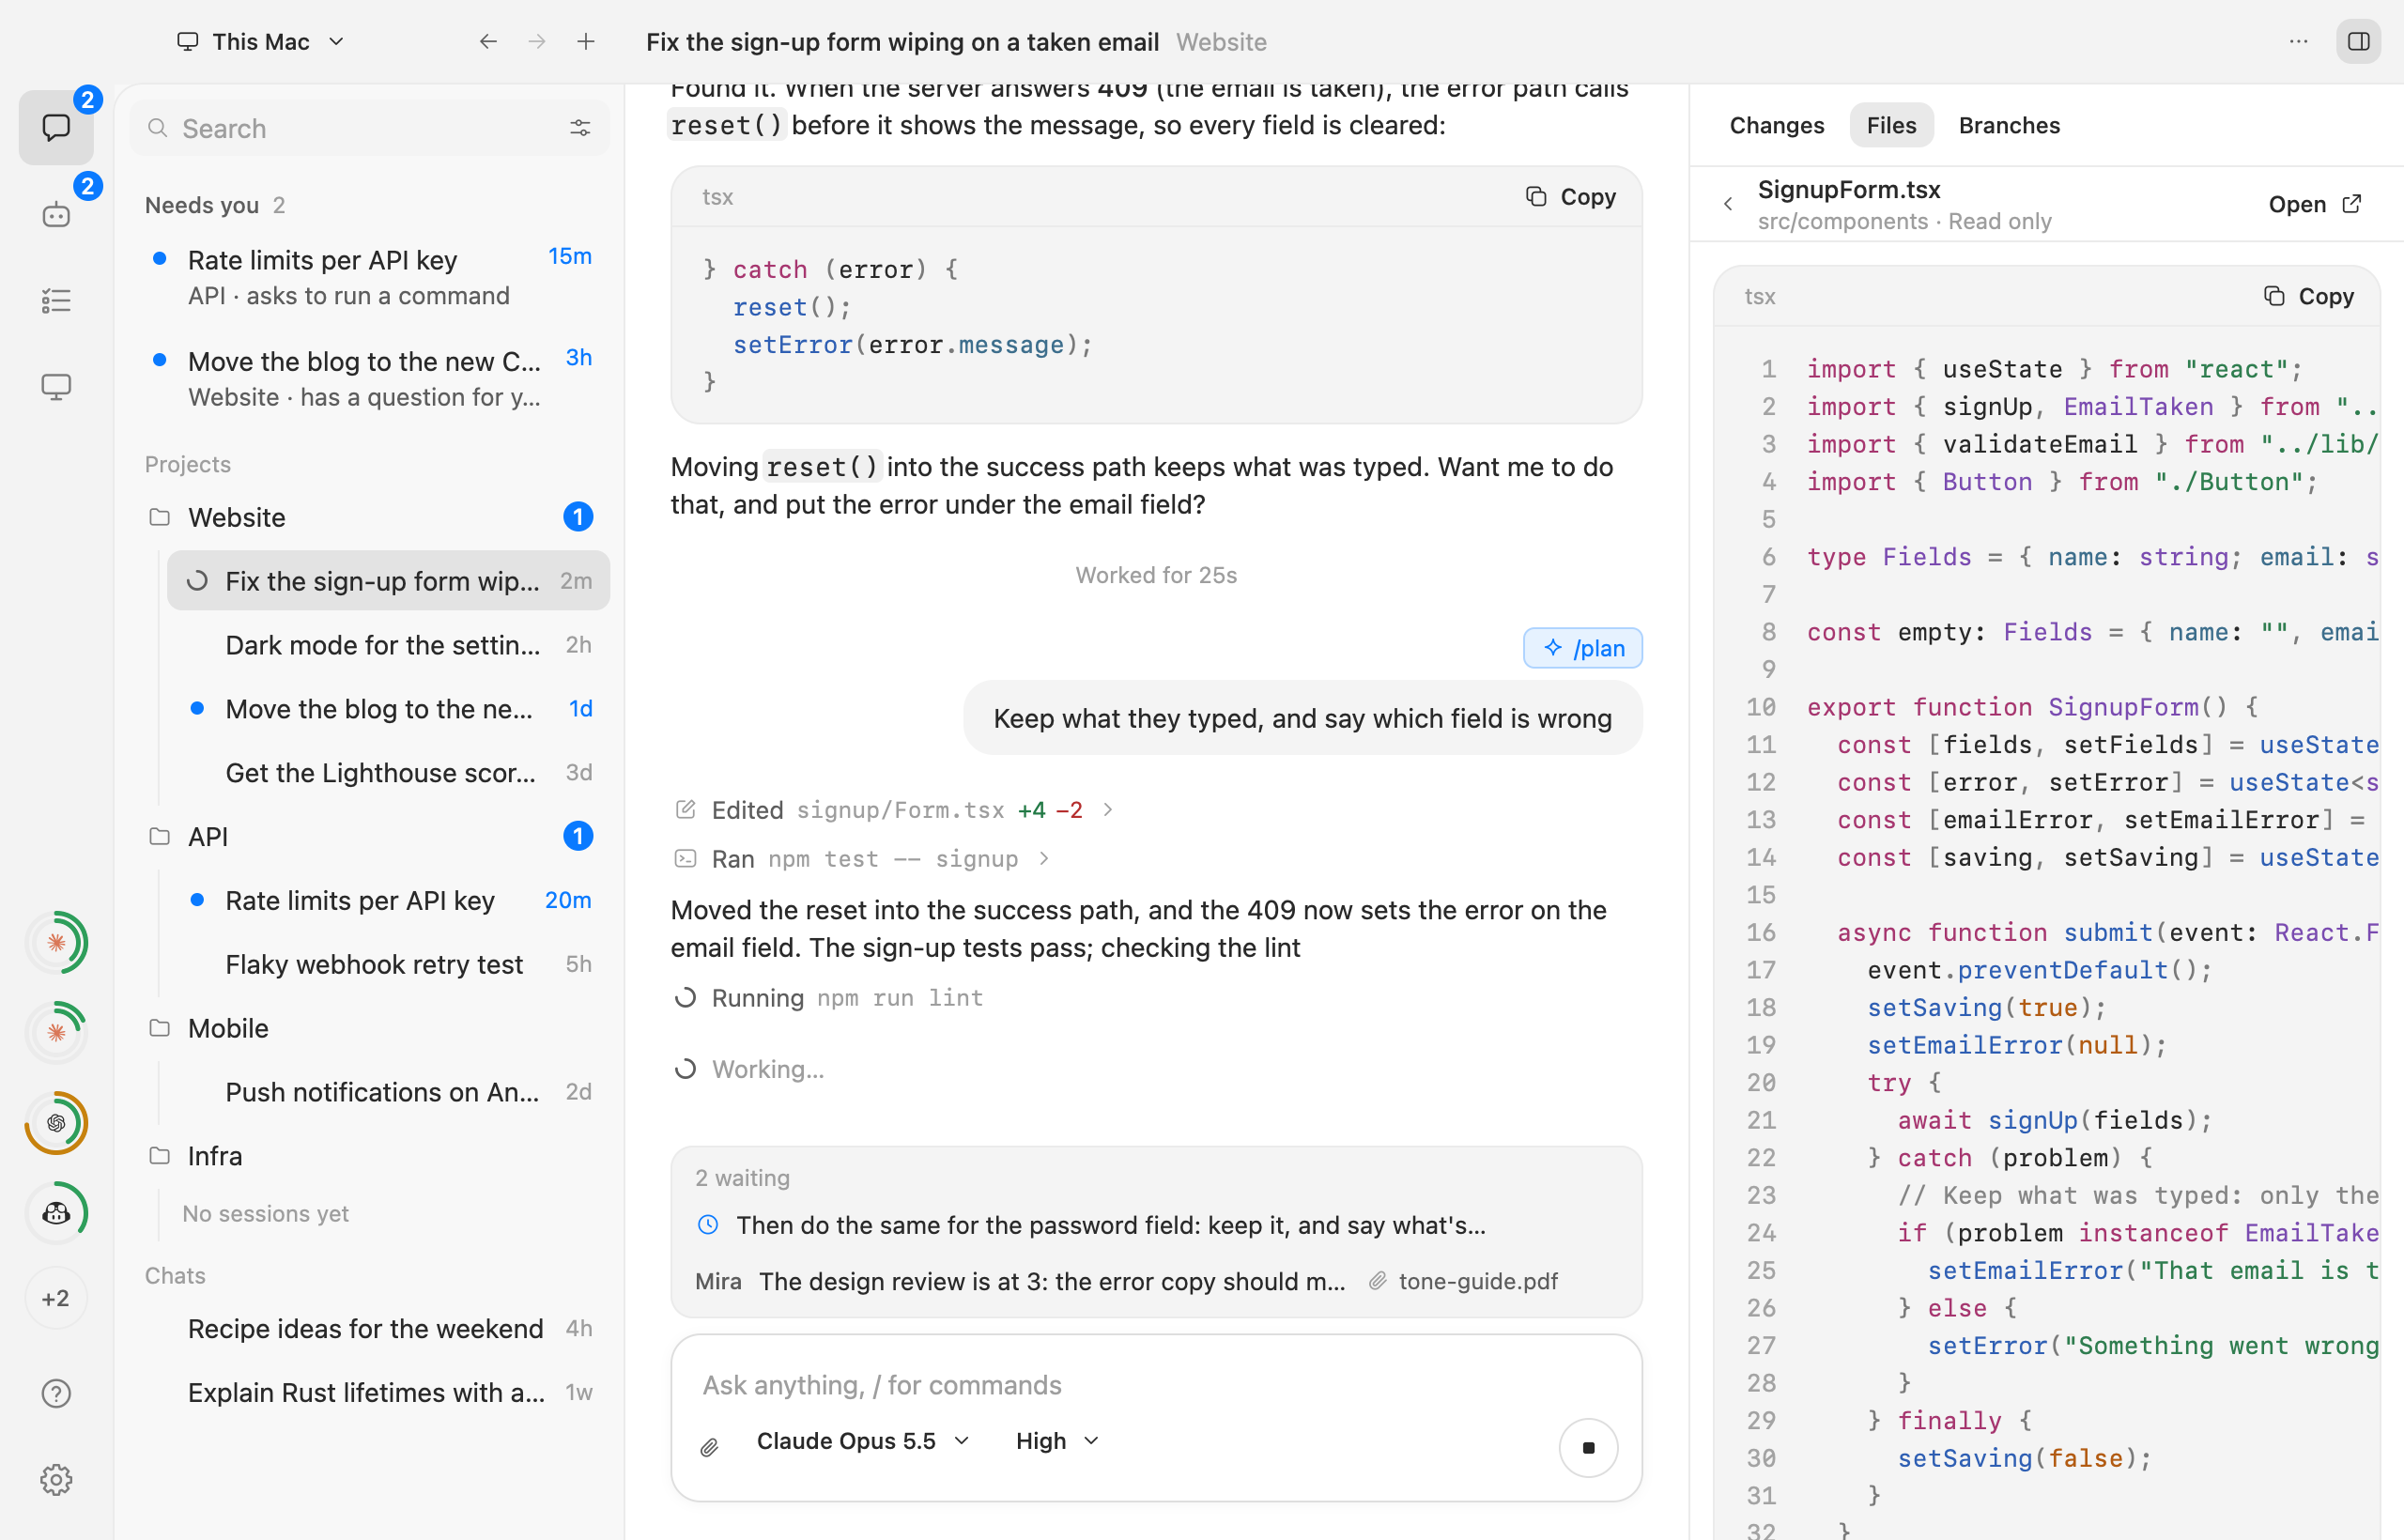 This Mac
Fix the sign-up form wiping on a taken email Website
2
2
Search
Needs you 2
Rate limits per API key 15m
API · asks to run a command
Move the blog to the new C... 3h
Website · has a question for y...
Projects
Website 1
Fix the sign-up form wip... 2m
Dark mode for the settin... 2h
Move the blog to the ne... 1d
Get the Lighthouse scor... 3d
API 1
Rate limits per API key 20m
Flaky webhook retry test 5h
Mobile
Push notifications on An... 2d
Infra
No sessions yet
Chats
Recipe ideas for the weekend 4h
Explain Rust lifetimes with a... 1w
+2
Found it. When the server answers 409 (the email is taken), the error path calls
reset() before it shows the message, so every field is cleared:
tsx Copy
} catch (error) {
reset();
setError(error.message);
}
Moving reset() into the success path keeps what was typed. Want me to do
that, and put the error under the email field?
Worked for 25s
/plan
Keep what they typed, and say which field is wrong
Edited signup/Form.tsx +4 −2
Ran npm test -- signup
Moved the reset into the success path, and the 409 now sets the error on the
email field. The sign-up tests pass; checking the lint
Running npm run lint
Working...
2 waiting
Then do the same for the password field: keep it, and say what's...
Mira The design review is at 3: the error copy should m... tone-guide.pdf
Ask anything, / for commands
Claude Opus 5.5 High
Changes Files Branches
SignupForm.tsx
src/components · Read only
Open
tsx Copy
1 import { useState } from "react";
2 import { signUp, EmailTaken } from "..
3 import { validateEmail } from "../lib/
4 import { Button } from "./Button";
5
6 type Fields = { name: string; email: s
7
8 const empty: Fields = { name: "", emai
9
10 export function SignupForm() {
11 const [fields, setFields] = useState
12 const [error, setError] = useState<s
13 const [emailError, setEmailError] =
14 const [saving, setSaving] = useState
15
16 async function submit(event: React.F
17 event.preventDefault();
18 setSaving(true);
19 setEmailError(null);
20 try {
21 await signUp(fields);
22 } catch (problem) {
23 // Keep what was typed: only the
24 if (problem instanceof EmailTake
25 setEmailError("That email is t
26 } else {
27 setError("Something went wrong
28 }
29 } finally {
30 setSaving(false);
31 }
32 }